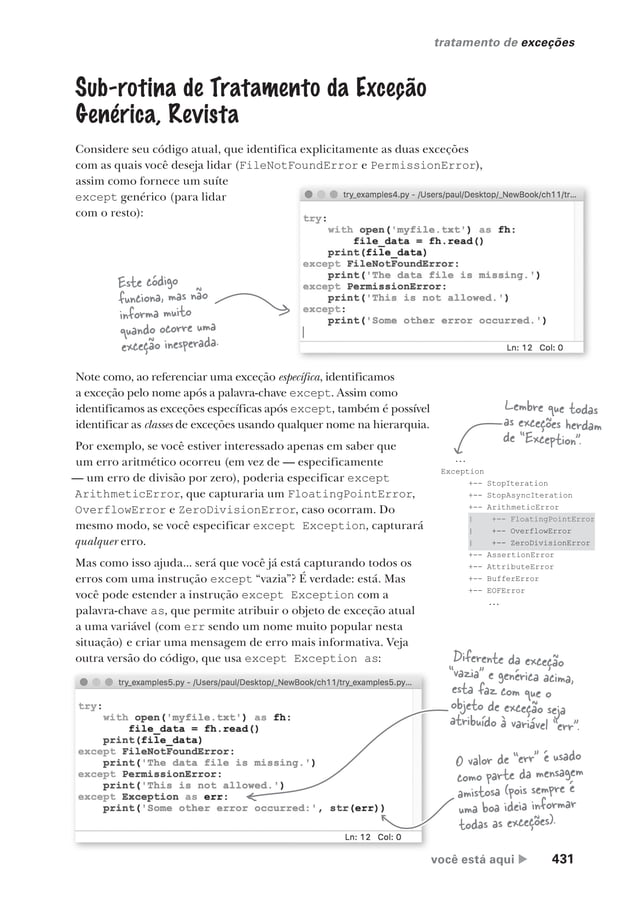 tratamento de exceções
Sub-rotina de Tratamento da Exceção
Genérica, Revista
Considere seu código atual, que identifica explicitamente as duas exceções
com as quais você deseja lidar (FileNotFoundError e PermissionError),
assim como fornece um suíte
except genérico (para lidar
com o resto):
try_examples4.py - /Users/paul/Desktop/_NewBook/ch11/tr...
try:
    with open('myfile.txt') as fh:
        file_data = fh.read()
    print(file_data)
except FileNotFoundError:
    print('The data file is missing.')
except PermissionError:
    print('This is not allowed.')
except:
    print('Some other error occurred.')
Ln: 12 Col: 0
Este código
funciona, mas não
informa muito
quando ocorre uma
exceção inesperada.
Note como, ao referenciar uma exceção específica, identificamos
a exceção pelo nome após a palavra-chave except. Assim como
identificamos as exceções específicas após except, também é possível
identificar as classes de exceções usando qualquer nome na hierarquia.
Por exemplo, se você estiver interessado apenas em saber que
um erro aritmético ocorreu (em vez de — especificamente
— um erro de divisão por zero), poderia especificar except
ArithmeticError, que capturaria um FloatingPointError,
OverflowError e ZeroDivisionError, caso ocorram. Do
mesmo modo, se você especificar except Exception, capturará
qualquer erro.
Lembre que todas
as exceções herdam
de "Exception".
...
Exception
+-- StopIteration
+-- StopAsyncIteration
+-- ArithmeticError
| +-- FloatingPointError
| +-- OverflowError
| +-- ZeroDivisionError
+-- AssertionError
+-- AttributeError
+-- BufferError
+-- EOFError
...
Mas como isso ajuda... será que você já está capturando todos os
erros com uma instrução except “vazia”? É verdade: está. Mas
você pode estender a instrução except Exception com a
palavra-chave as, que permite atribuir o objeto de exceção atual
a uma variável (com err sendo um nome muito popular nesta
situação) e criar uma mensagem de erro mais informativa. Veja
outra versão do código, que usa except Exception as:
try_examples5.py - /Users/paul/Desktop/_NewBook/ch11/try_examples5.py...
try:
    with open('myfile.txt') as fh:
        file_data = fh.read()
    print(file_data)
except FileNotFoundError:
    print('The data file is missing.')
except PermissionError:
    print('This is not allowed.')
except Exception as err:
    print('Some other error occurred:', str(err))
Ln: 12 Col: 0
Diferente da exceção
"vazia" e genérica acima,
esta faz com que o
objeto de exceção seja
atribuído à variável "err".
O valor de "err" é usado
como parte da mensagem
amistosa (pois sempre é
uma boa ideia informar
todas as exceções).
você está aqui ▶ 431